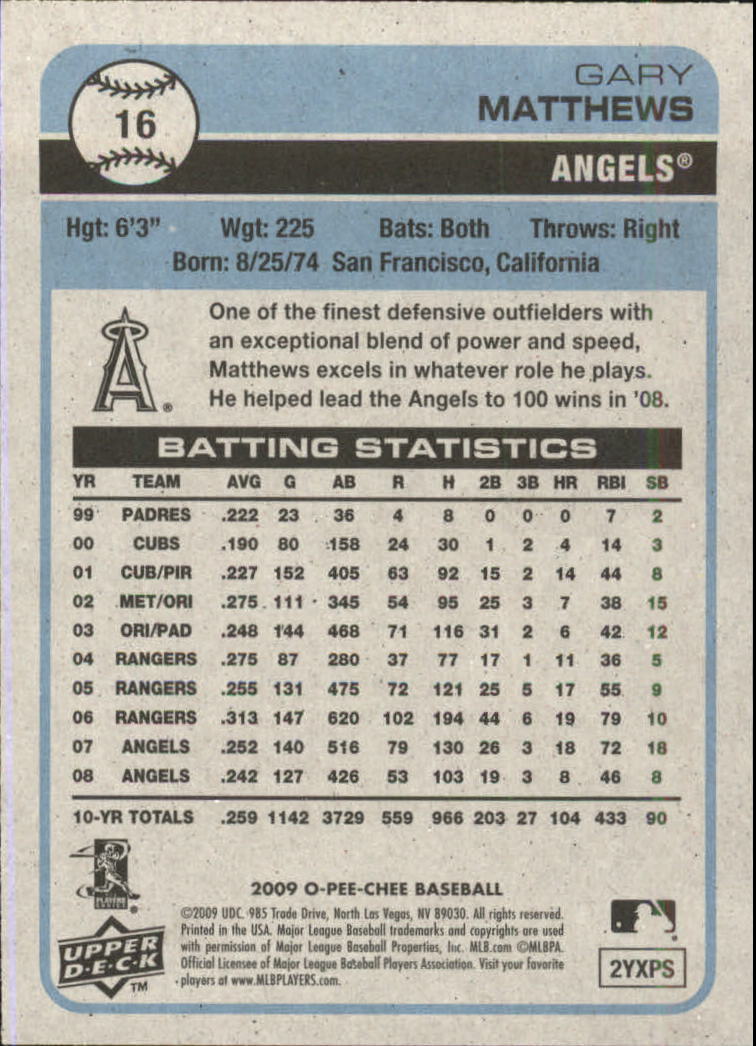 GARY
MATTHEWS
16
ANGELS®
Hgt: 6'3" Wgt: 225 Bats: Both Throws: Right
Born: 8/25/74 San Francisco, California
One of the finest defensive outfielders with
an exceptional blend of power and speed,
Matthews excels in whatever role he plays.
He helped lead the Angels to 100 wins in '08.
A®
BATTING STATISTICS
YR TEAM AVG G AB R H 2B 3B HR RBI SB
99 PADRES .222 23 36 4 8 0 0 0 7 2
00 CUBS .190 80 158 24 30 1 2 4 14 3
01 CUB/PIR .227 152 405 63 92 15 2 14 44 8
02 MET/ORI .275 111 345 54 95 25 3 7 38 15
03 ORI/PAD .248 144 468 71 116 31 2 6 42 12
04 RANGERS .275 87 280 37 77 17 1 11 36 5
05 RANGERS .255 131 475 72 121 25 5 17 55 9
06 RANGERS .313 147 620 102 194 44 6 19 79 10
07 ANGELS .252 140 516 79 130 26 3 18 72 18
08 ANGELS .242 127 426 53 103 19 3 8 46 8
10-YR TOTALS .259 1142 3729 559 966 203 27 104 433 90
PLAYERS
CHOICE
®
2009 O-PEE-CHEE BASEBALL
©2009 UDC. 985 Trade Drive, North Las Vegas, NV 89030. All rights reserved.
Printed in the USA. Major League Baseball trademarks and copyrights are used
with permission of Major League Baseball Properties, Inc. MLB.com ©MLBPA.
Official Licensee of Major League Baseball Players Association. Visit your favorite
players at www.MLBPLAYERS.com.
UPPER
D·E·C·K
TM
2YXPS